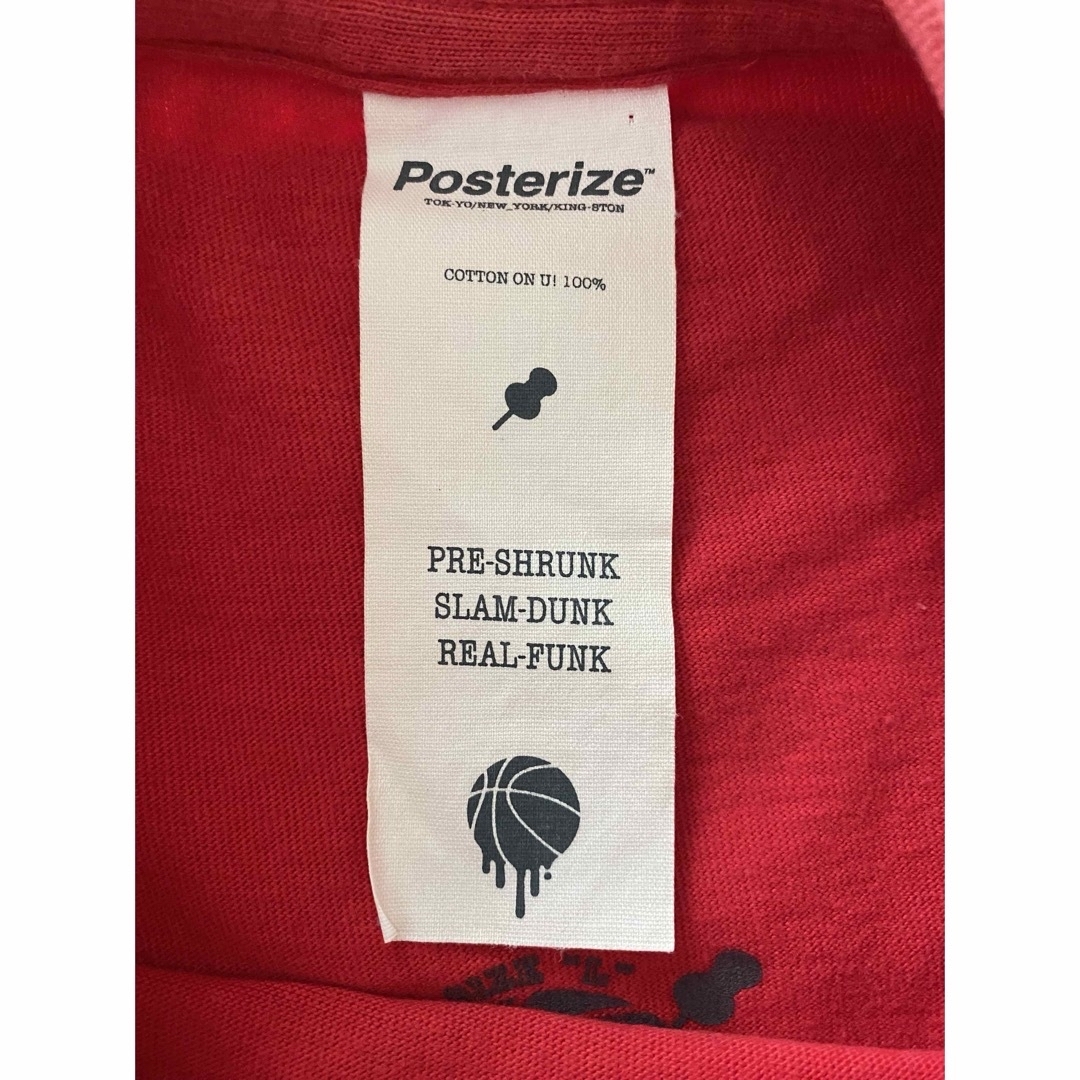 Posterize™
TOK-YO/NEW_YORK/KING-STON
COTTON ON U! 100%
PRE-SHRUNK
SLAM-DUNK
REAL-FUNK
"L"